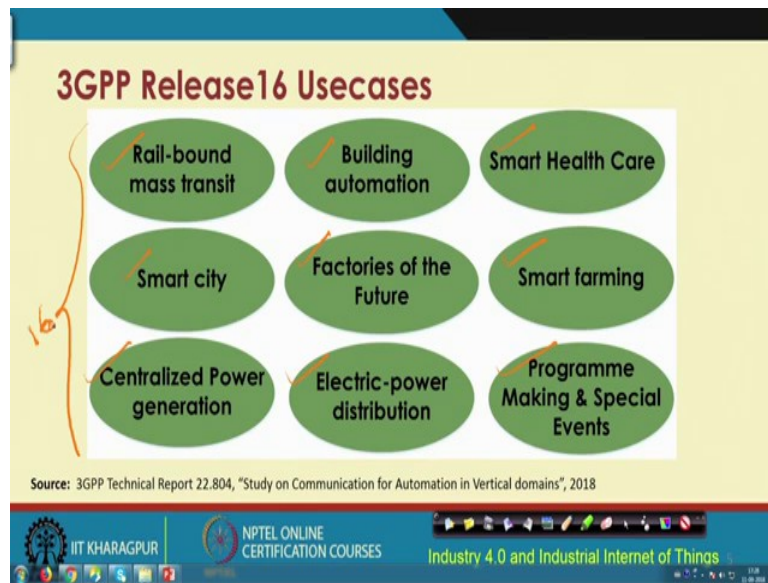 3GPP Release16 Usecases
Rail-bound
mass transit
Building
automation
Smart Health Care
Smart city
Factories of the
Future
Smart farming
Centralized Power
generation
Electric-power
distribution
Programme
Making & Special
Events
16
Source: 3GPP Technical Report 22.804, "Study on Communication for Automation in Vertical domains", 2018
IIT KHARAGPUR
NPTEL ONLINE
CERTIFICATION COURSES
Industry 4.0 and Industrial Internet of Things